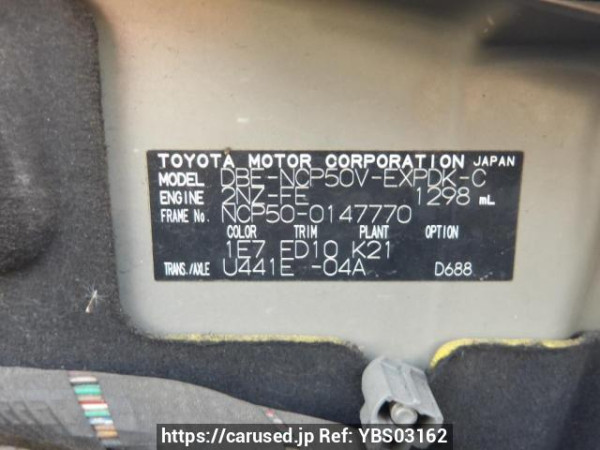 TOYOTA MOTOR CORPORATION JAPAN
MODEL DBE-NCP50V-EXPDK-C
ENGINE 2NZ-FE 1298 mL
FRAME No. NCP50-0147770
COLOR TRIM PLANT OPTION
1E7 FD10 K21
TRANS./AXLE U441E -04A D688
https://carused.jp Ref: YBS03162